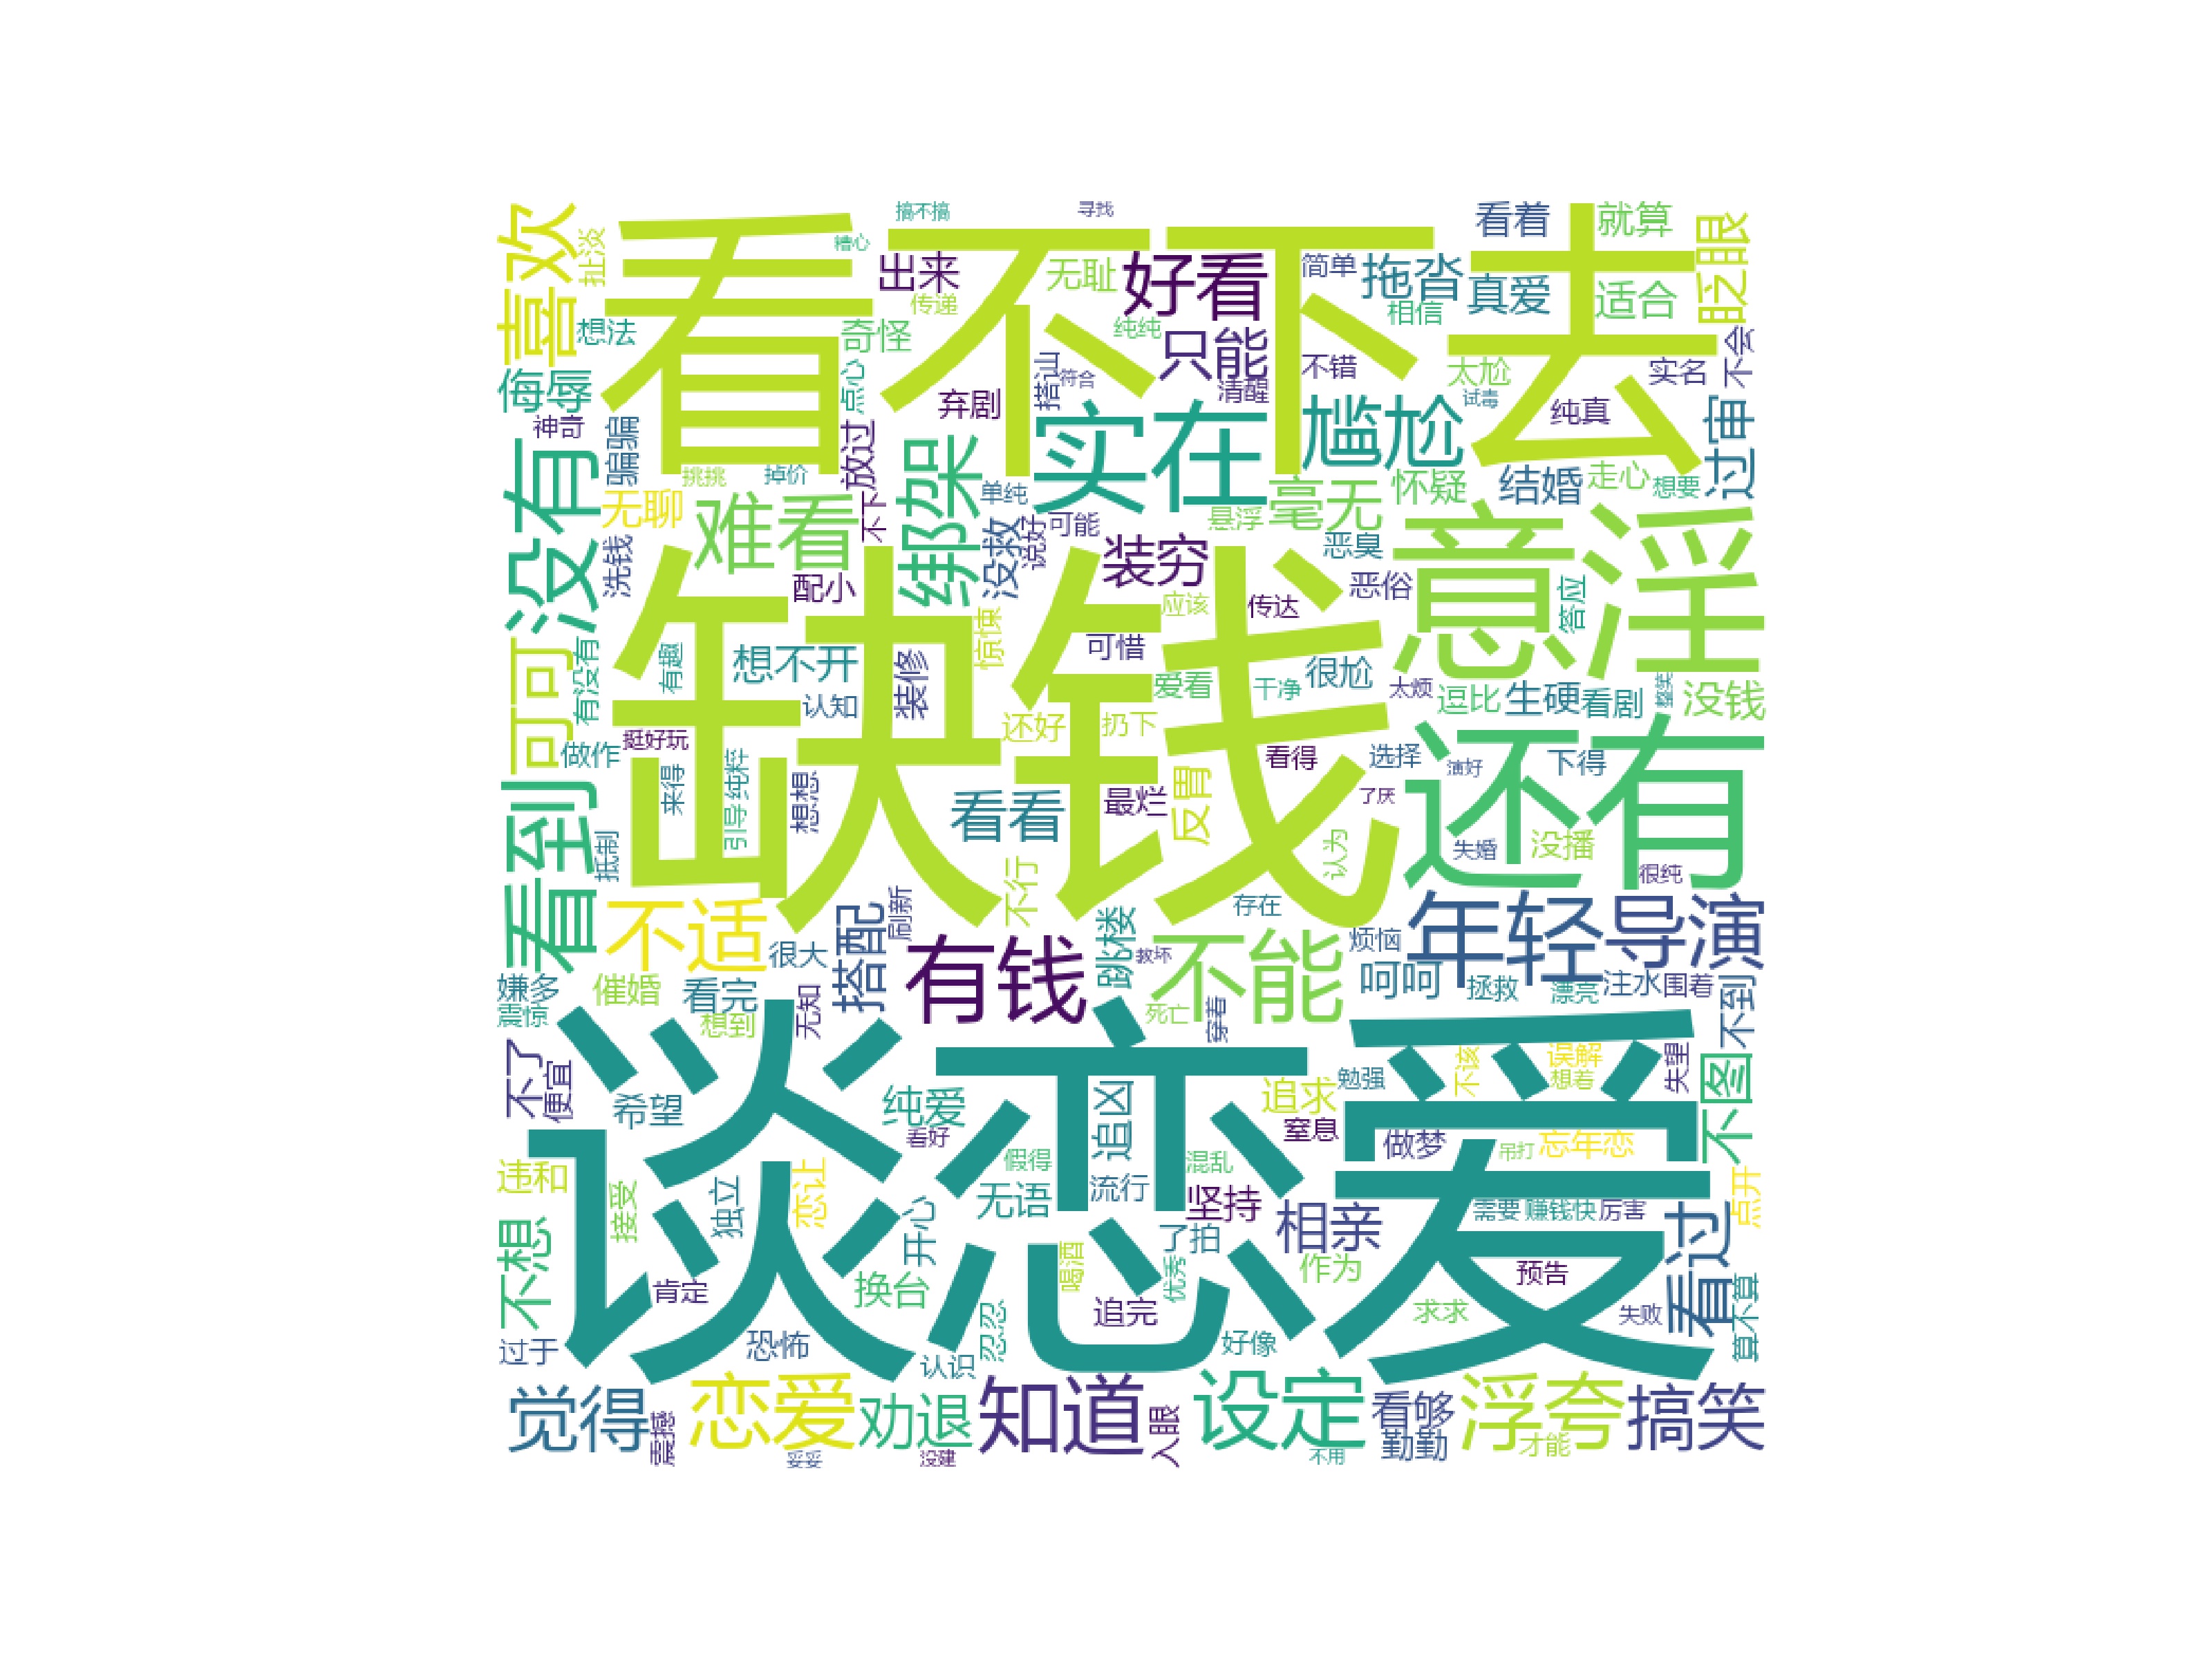 看不下去
缺钱
谈恋爱
意淫
还有
喜欢
扯淡
想法
侮辱
神奇
骗骗
没有
洗钱
无聊
搞不搞
糟心
寻找
出来
传递
奇怪
点心
无耻
纯纯
好看
只能
简单
拖沓
看着
就算
真爱
适合
相信
眨眼
不会
过审
弃剧
搭讪
符合
清醒
不错
太尬
试毒
实名
纯真
放过
实在
尴尬
挑挑
掉价
难看
不下
绑架
单纯
没救
说好
可能
毫无
悬浮
怀疑
结婚
走心
想要
恶臭
恶俗
答应
配小
装穷
应该
传达
可可
有没有
有趣
想不开
认知
装修
惊悚
可惜
爱看
干净
很尬
太烦
逗比
生硬
看剧
整笑
没钱
做作
挺好玩
来得
引导
纯粹
想想
还好
扔下
看得
选择
演好
下得
了厌
看到
抵制
看看
最烂
反胃
不行
认为
失婚
没播
很纯
不适
搭配
刷新
存在
年轻
导演
嫌多
震惊
催婚
看完
很大
无知
想到
有钱
跳楼
不能
救坏
死亡
穿着
烦恼
呵呵
拯救
漂亮
注水
围着
不到
不了
便宜
希望
纯爱
看好
追凶
追求
窒息
勉强
做梦
不该
误解
想着
失望
吊打
忘年恋
不图
点开
违和
接受
独立
恋让
无语
假得
流行
混乱
坚持
相亲
需要
赚钱快
厉害
不想
肯定
开心
换台
喝酒
了拍
优秀
作为
预告
看过
算不算
过于
恐怖
认识
忍忍
追完
好像
求求
失败
觉得
震撼
恋爱
妥妥
劝退
没建
知道
入眼
设定
不用
看够
勤勤
浮夸
才能
搞笑